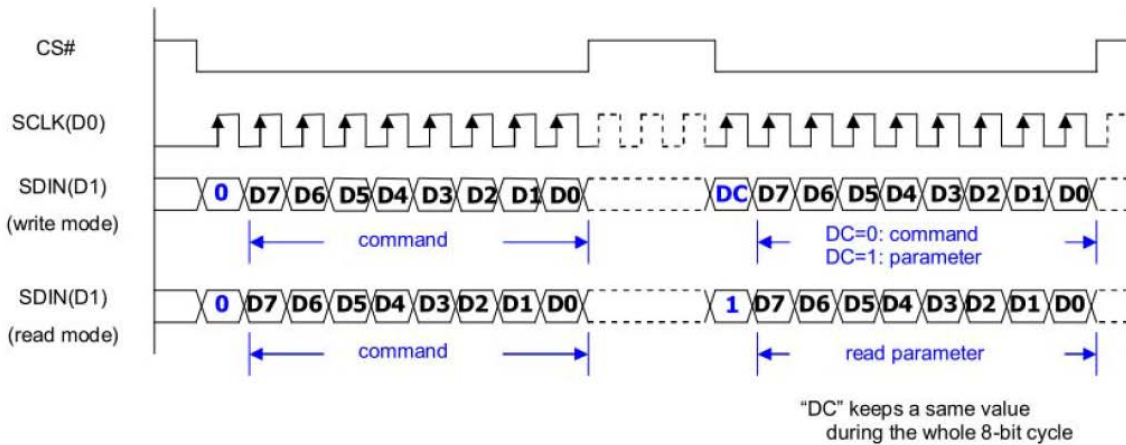 CS#
SCLK(D0)
SDIN(D1)
(write mode)
0 D7 D6 D5 D4 D3 D2 D1 D0
DC D7 D6 D5 D4 D3 D2 D1 D0
command
DC=0: command
DC=1: parameter
SDIN(D1)
(read mode)
0 D7 D6 D5 D4 D3 D2 D1 D0
1 D7 D6 D5 D4 D3 D2 D1 D0
command
read parameter
"DC" keeps a same value
during the whole 8-bit cycle